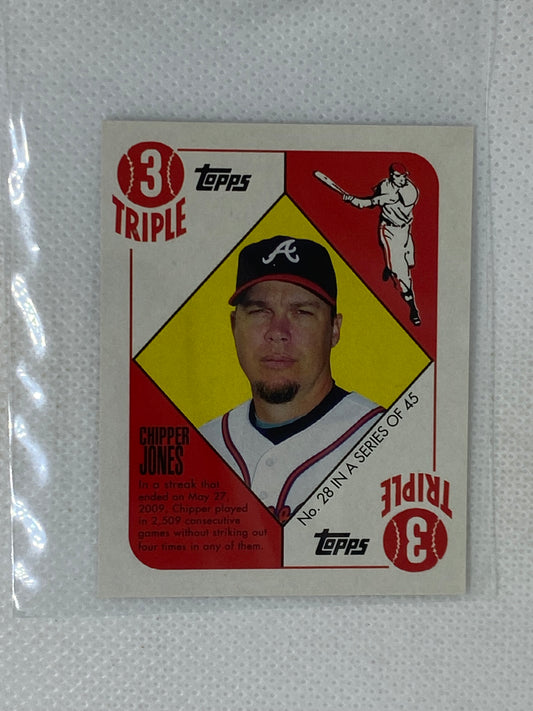 3
TRIPLE
topps
A
CHIPPER
JONES
In a streak that
ended on May 27,
2009, Chipper played
in 2,509 consecutive
games without striking out
four times in any of them.
No. 28 IN A SERIES OF 45
topps
3
TRIPLE